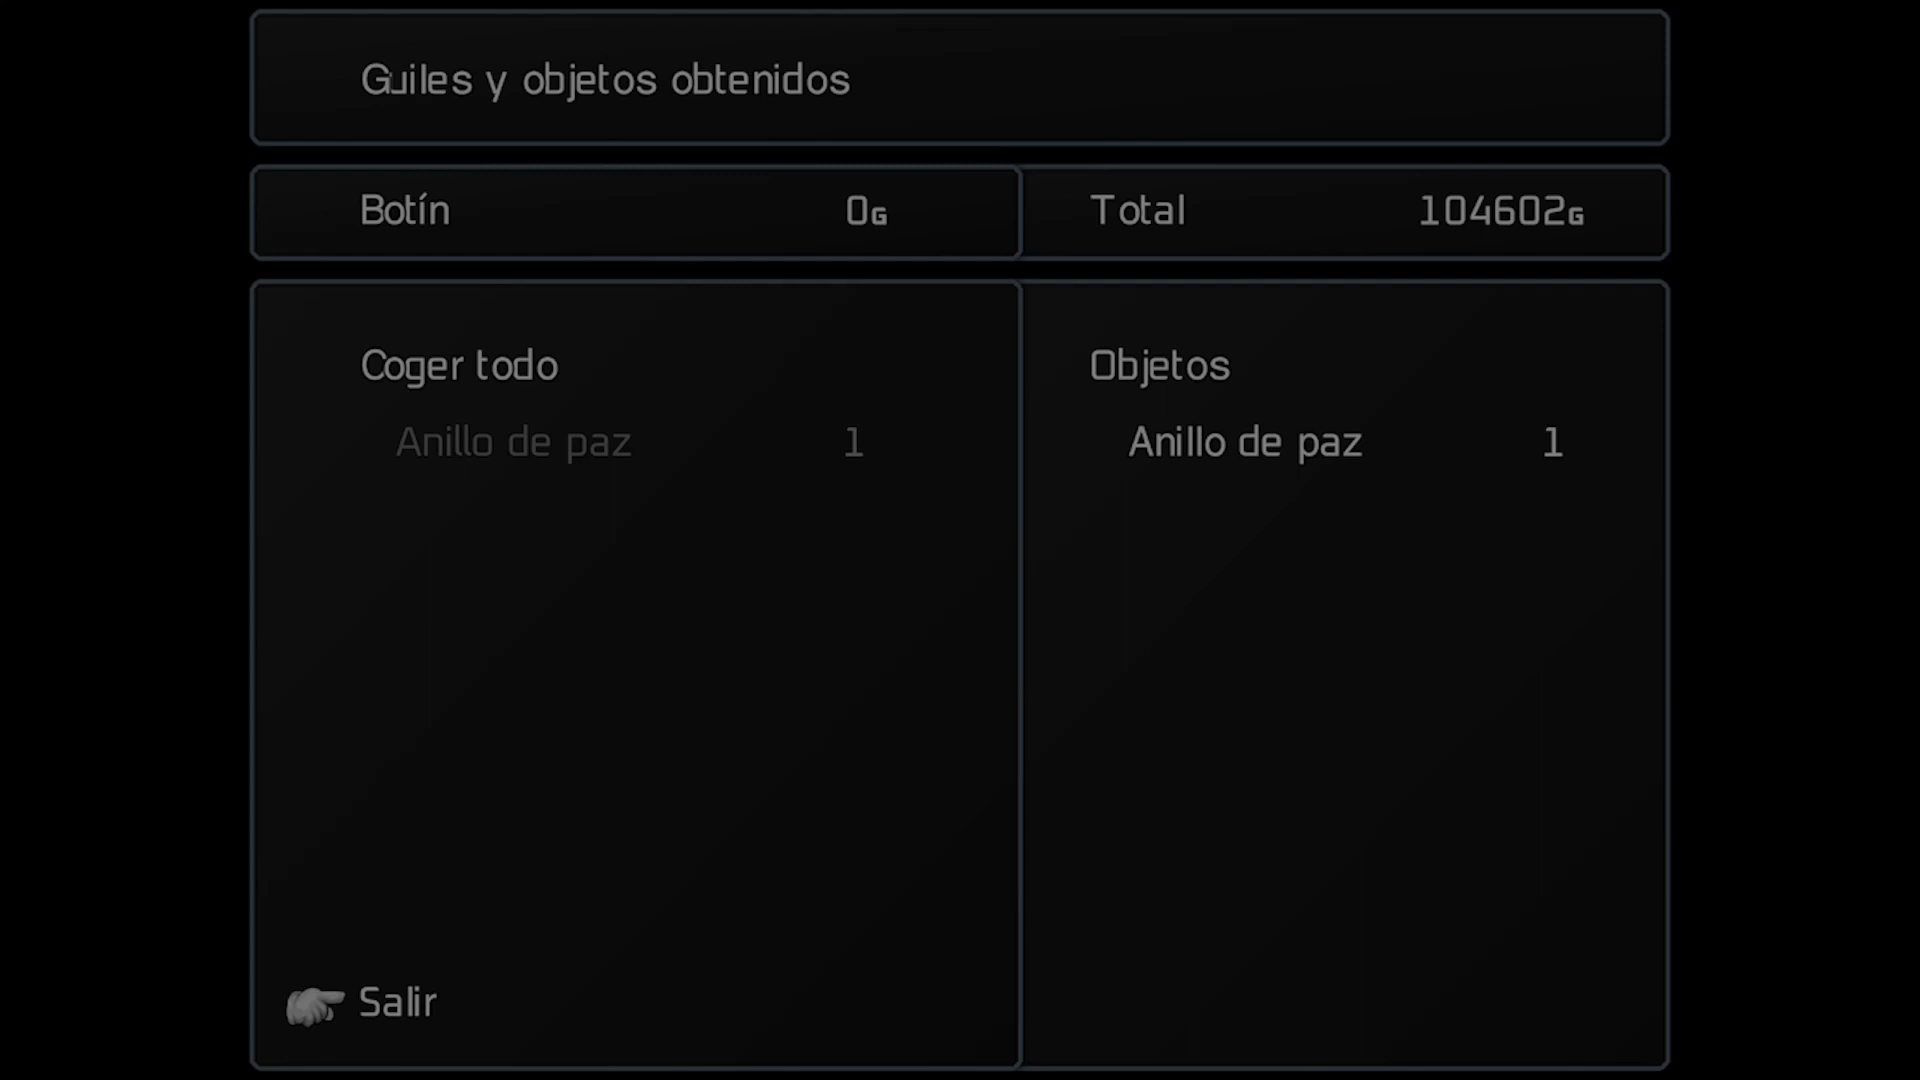 Guiles y objetos obtenidos
Botín 0G Total 104602G
Coger todo Objetos
Anillo de paz 1 Anillo de paz 1
Salir